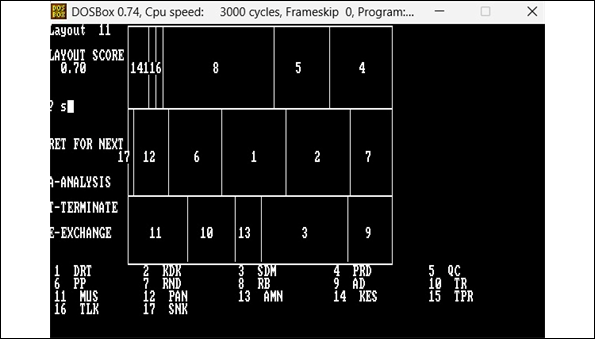 DOSBox 0.74, Cpu speed: 3000 cycles, Frameskip 0, Program:...
Layout 11
LAYOUT SCORE
0.70
? s
RET FOR NEXT
A-ANALYSIS
T-TERMINATE
E-EXCHANGE
14 1 16 8 5 4
17 12 6 1 2 7
11 10 13 3 9
1 DRT 2 KDK 3 SDM 4 PRD 5 QC
6 PP 7 RND 8 RB 9 AD 10 TR
11 MUS 12 PAN 13 AMN 14 KES 15 TPR
16 TLK 17 SNK